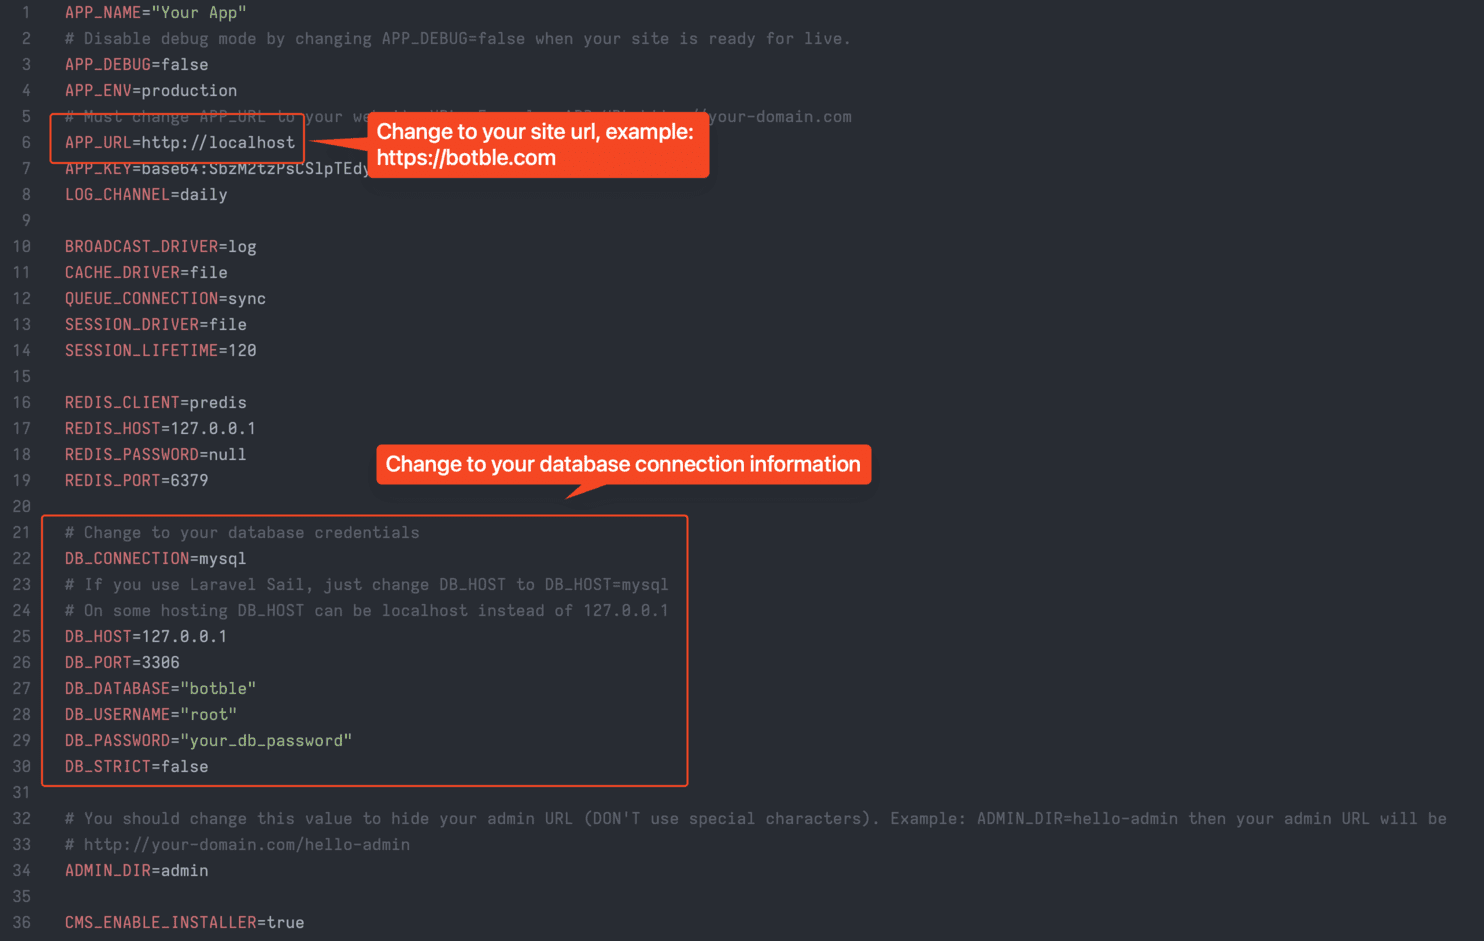 1 APP_NAME="Your App"
2 # Disable debug mode by changing APP_DEBUG=false when your site is ready for live.
3 APP_DEBUG=false
4 APP_ENV=production
5 # Must change APP_URL to your your-domain.com
Change to your site url, example:
https://botble.com
6 APP_URL=http://localhost
7 APP_KEY=base64:SbzM2tzPsCSlpTEdy
8 LOG_CHANNEL=daily
9
10 BROADCAST_DRIVER=log
11 CACHE_DRIVER=file
12 QUEUE_CONNECTION=sync
13 SESSION_DRIVER=file
14 SESSION_LIFETIME=120
15
16 REDIS_CLIENT=predis
17 REDIS_HOST=127.0.0.1
18 REDIS_PASSWORD=null
Change to your database connection information
19 REDIS_PORT=6379
20
21 # Change to your database credentials
22 DB_CONNECTION=mysql
23 # If you use Laravel Sail, just change DB_HOST to DB_HOST=mysql
24 # On some hosting DB_HOST can be localhost instead of 127.0.0.1
25 DB_HOST=127.0.0.1
26 DB_PORT=3306
27 DB_DATABASE="botble"
28 DB_USERNAME="root"
29 DB_PASSWORD="your_db_password"
30 DB_STRICT=false
31
32 # You should change this value to hide your admin URL (DON'T use special characters). Example: ADMIN_DIR=hello-admin then your admin URL will be
33 # http://your-domain.com/hello-admin
34 ADMIN_DIR=admin
35
36 CMS_ENABLE_INSTALLER=true